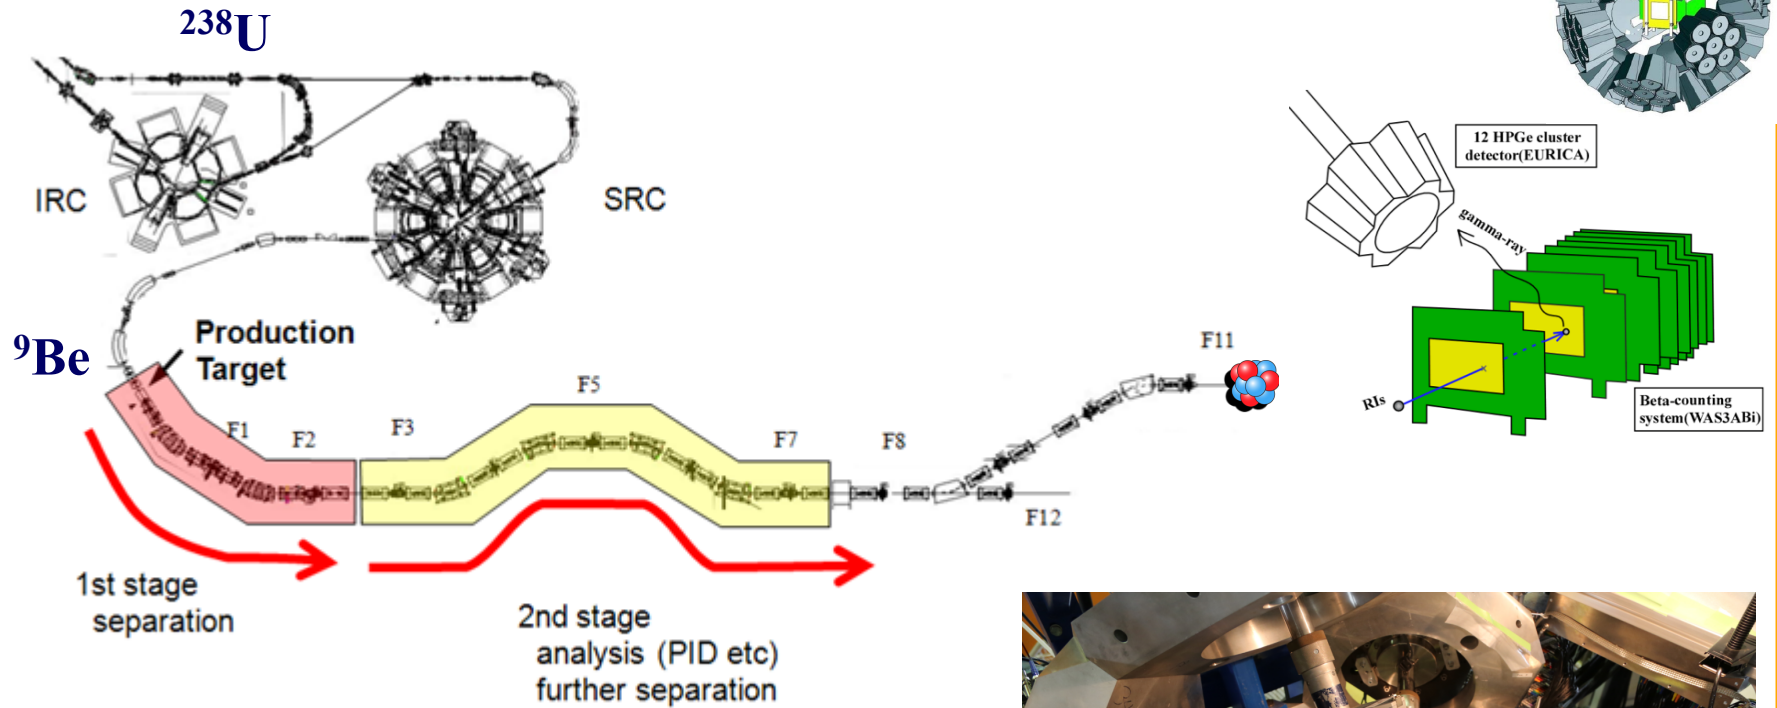 ²³⁸U
IRC
SRC
⁹Be
Production
Target
F1
F2
F3
F5
F7
F8
F11
F12
1st stage
separation
2nd stage
analysis (PID etc)
further separation
12 HPGe cluster
detector(EURICA)
gamma-ray
RIs
Beta-counting
system(WAS3ABi)